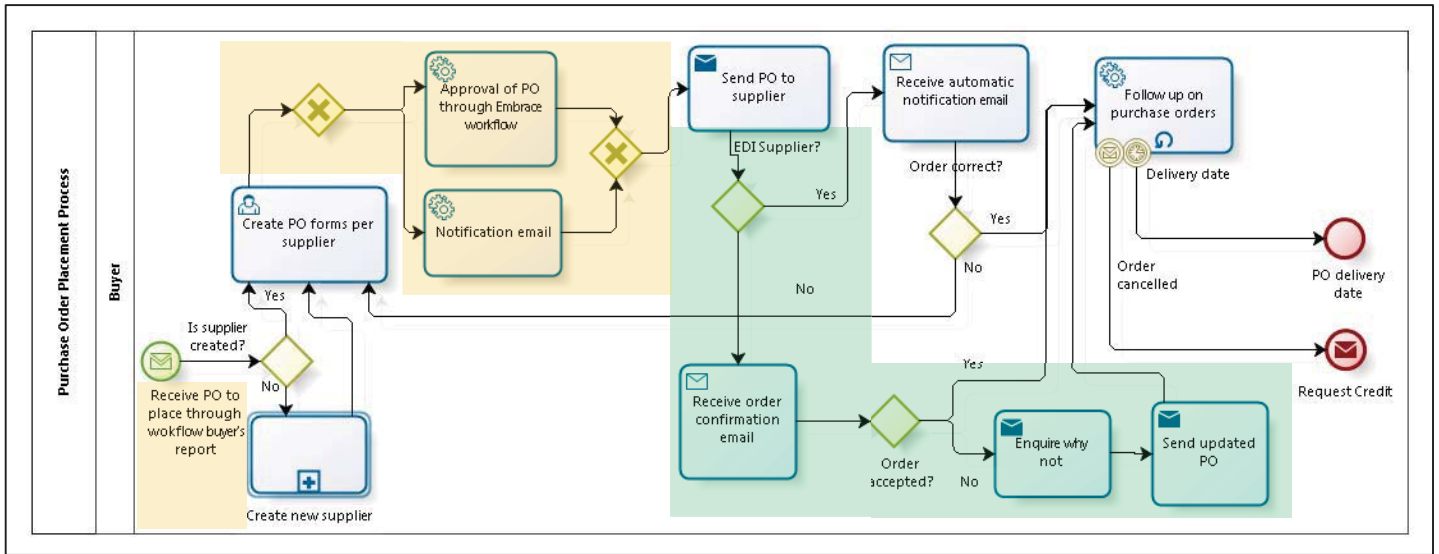 Purchase Order Placement Process
Buyer
Approval of PO
through Embrace
workflow
Send PO to
supplier
Receive automatic
notification email
Follow up on
purchase orders
EDI Supplier?
Order correct?
Delivery date
Yes
Yes
Create PO forms per
supplier
Notification email
No
Order
cancelled
PO delivery
date
No
Yes
Is supplier
created?
No
Receive PO to
place through
wokflow buyer's
report
Create new supplier
Receive order
confirmation
email
Yes
Order
accepted?
No
Enquire why
not
Send updated
PO
Request Credit